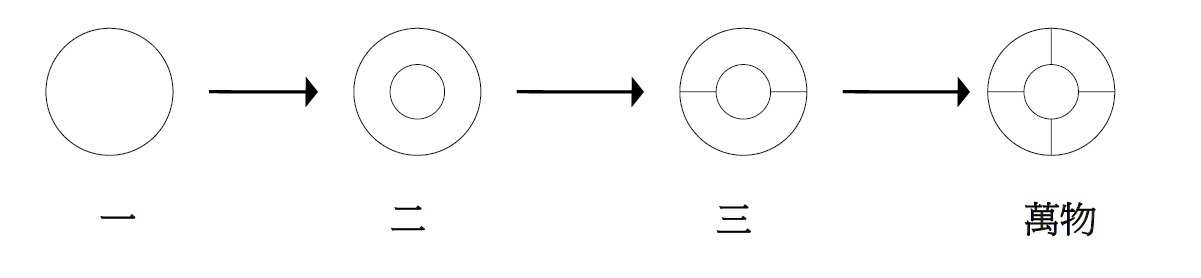 一 二 三 萬物